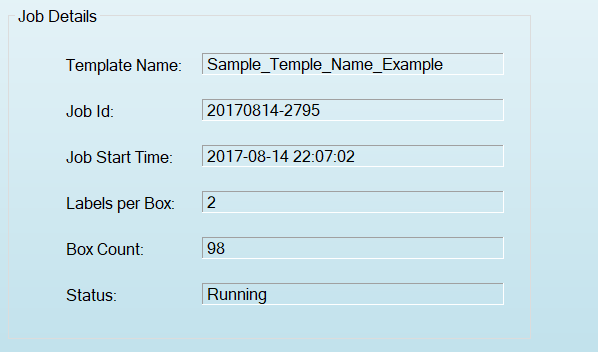 Job Details
Template Name: Sample_Temple_Name_Example
Job Id: 20170814-2795
Job Start Time: 2017-08-14 22:07:02
Labels per Box: 2
Box Count: 98
Status: Running